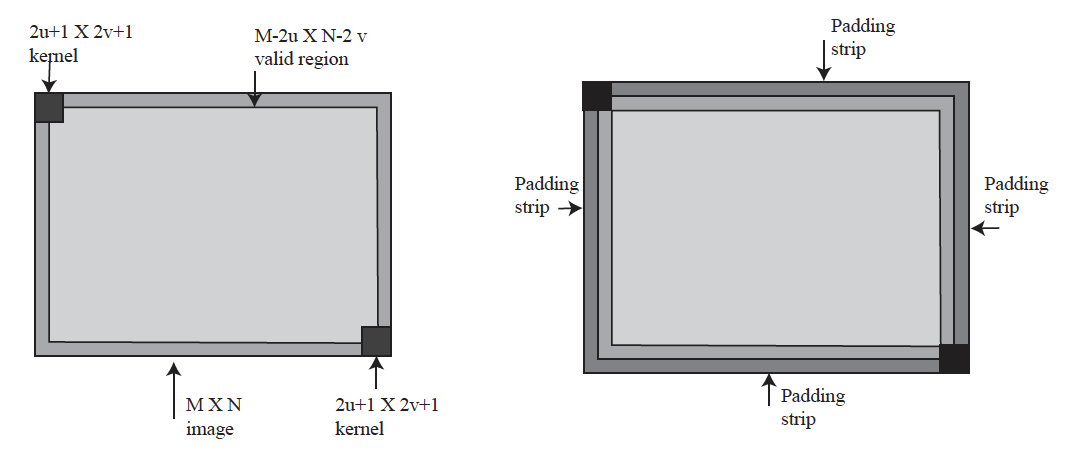 2u+1 X 2v+1
kernel
M-2u X N-2 v
valid region
M X N
image
2u+1 X 2v+1
kernel
Padding
strip
Padding
strip
Padding
strip
Padding
strip